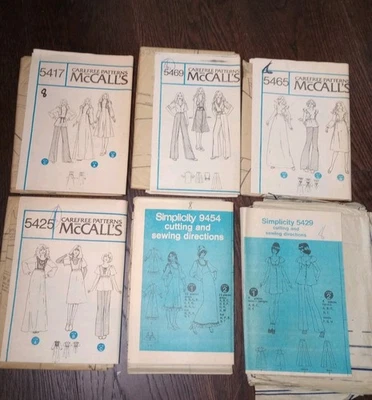 5417
CAREFREE PATTERNS
McCALL'S
8
5469
CAREFREE PATTERNS
McCALL'S
5465
CAREFREE PATTERNS
McCALL'S
5425
CAREFREE PATTERNS
McCALL'S
Simplicity 9454
cutting and
sewing directions
Simplicity 5429
cutting and
sewing directions